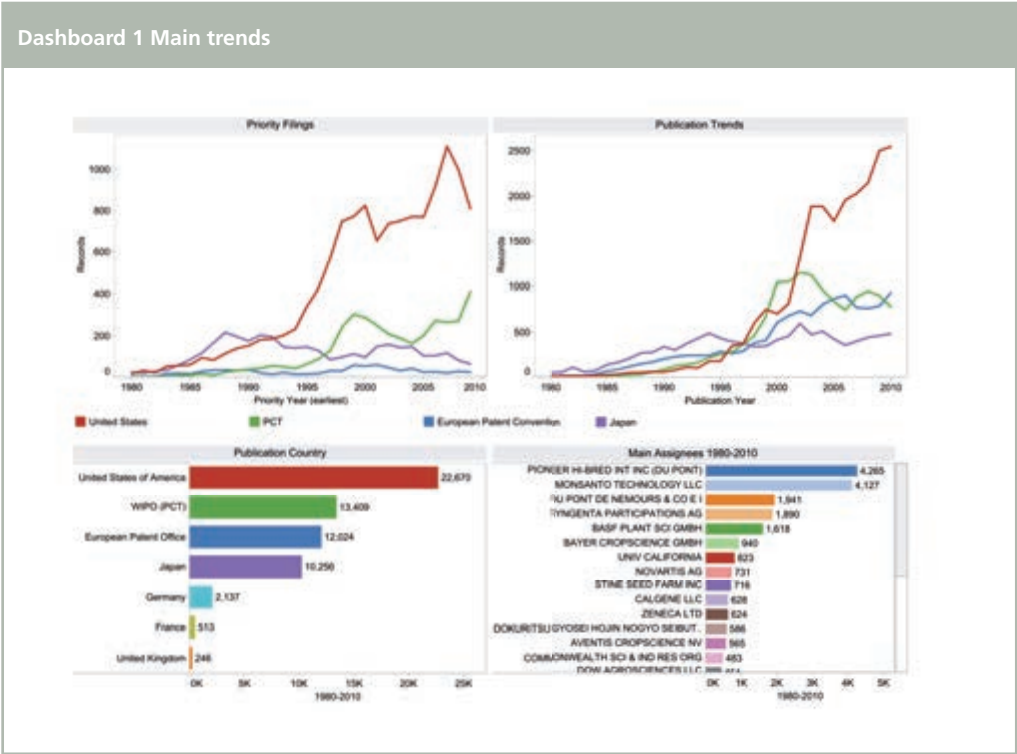 Dashboard 1 Main trends
Priority Filings
1000
800
600
400
200
0
Records
1980 1985 1990 1995 2000 2005 2010
Priority Year (earliest)
Publication Trends
2500
2000
1500
1000
500
0
Records
1980 1985 1990 1995 2000 2005 2010
Publication Year
United States PCT European Patent Convention Japan
Publication Country
United States of America 22,670
WIPO (PCT) 13,409
European Patent Office 12,024
Japan 10,256
Germany 2,137
France 513
United Kingdom 246
0K 5K 10K 15K 20K 25K
1980-2010
Main Assignees 1980-2010
PIONEER HI-BRED INT INC (DU PONT) 4,265
MONSANTO TECHNOLOGY LLC 4,127
PONT DE NEMOURS & CO E I 1,941
PARTICIPATIONS AG 1,890
BASF PLANT SCI GMBH 1,618
BAYER CROPSCIENCE GMBH 940
UNIV CALIFORNIA 823
NOVARTIS AG 731
STINE SEED FARM INC 716
CALGENE LLC 628
ZENECA LTD 624
DOKURITSU GYOSEI HOJIN NOGYO SEIBUT.. 586
AVENTIS CROPSCIENCE NV 565
COMMONWEALTH SCI & IND RES ORG 483
DOW AGROSCIENCES LLC
0K 1K 2K 3K 4K 5K
1980-2010